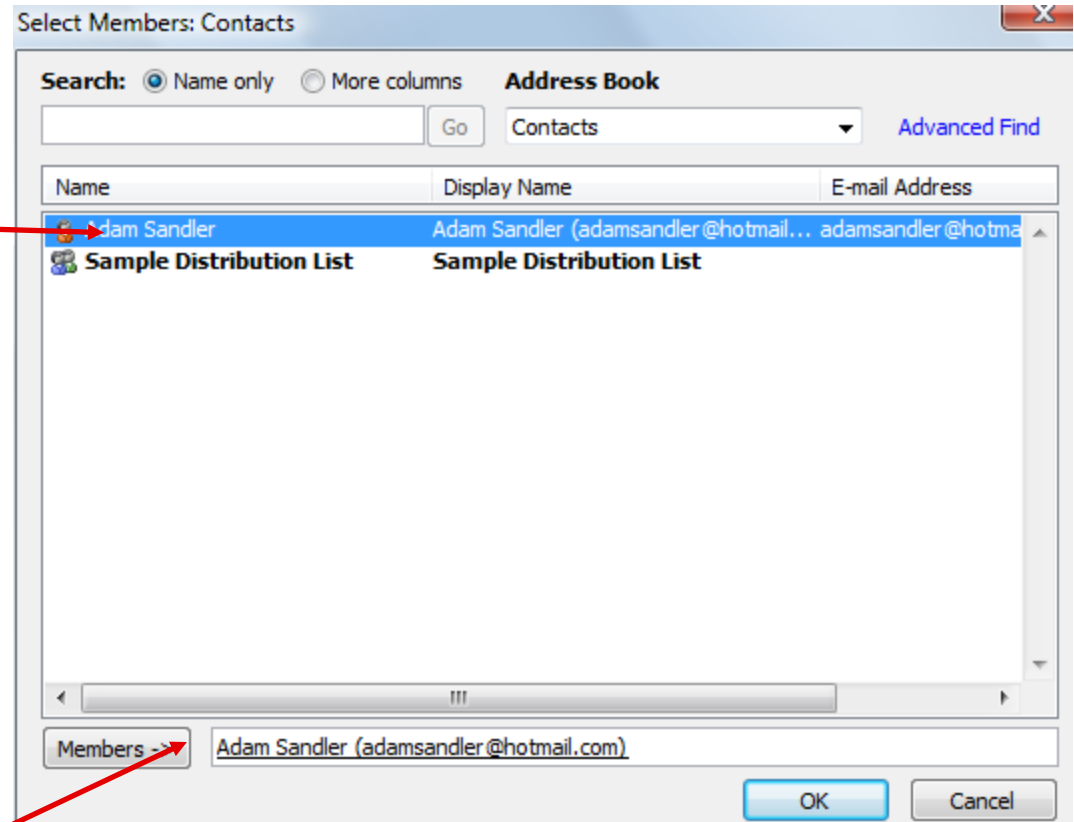 Select Members: Contacts
Search: Name only More columns Address Book
Go Contacts Advanced Find
Name Display Name E-mail Address
Adam Sandler Adam Sandler (adamsandler@hotmail... adamsandler@hotma
Sample Distribution List Sample Distribution List
Members -> Adam Sandler (adamsandler@hotmail.com)
OK Cancel